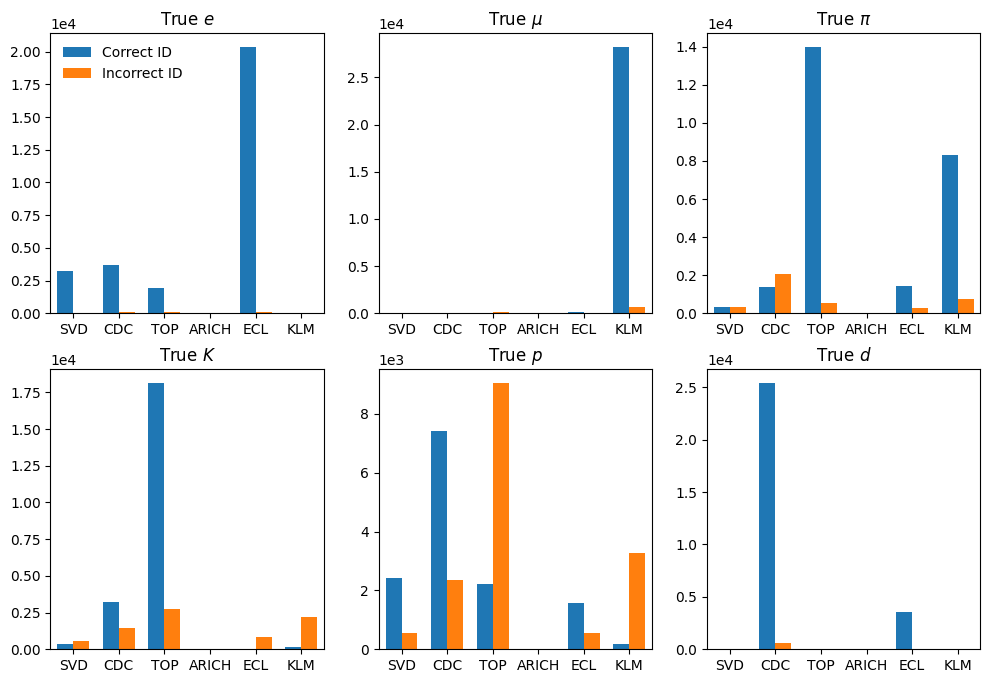 True e
1e4
2.00
1.75
1.50
1.25
1.00
0.75
0.50
0.25
0.00
Correct ID
Incorrect ID
SVD CDC TOP ARICH ECL KLM
True μ
1e4
2.5
2.0
1.5
1.0
0.5
0.0
SVD CDC TOP ARICH ECL KLM
True π
1e4
1.4
1.2
1.0
0.8
0.6
0.4
0.2
0.0
SVD CDC TOP ARICH ECL KLM
True K
1e4
1.75
1.50
1.25
1.00
0.75
0.50
0.25
0.00
SVD CDC TOP ARICH ECL KLM
True p
1e3
8
6
4
2
0
SVD CDC TOP ARICH ECL KLM
True d
1e4
2.5
2.0
1.5
1.0
0.5
0.0
SVD CDC TOP ARICH ECL KLM